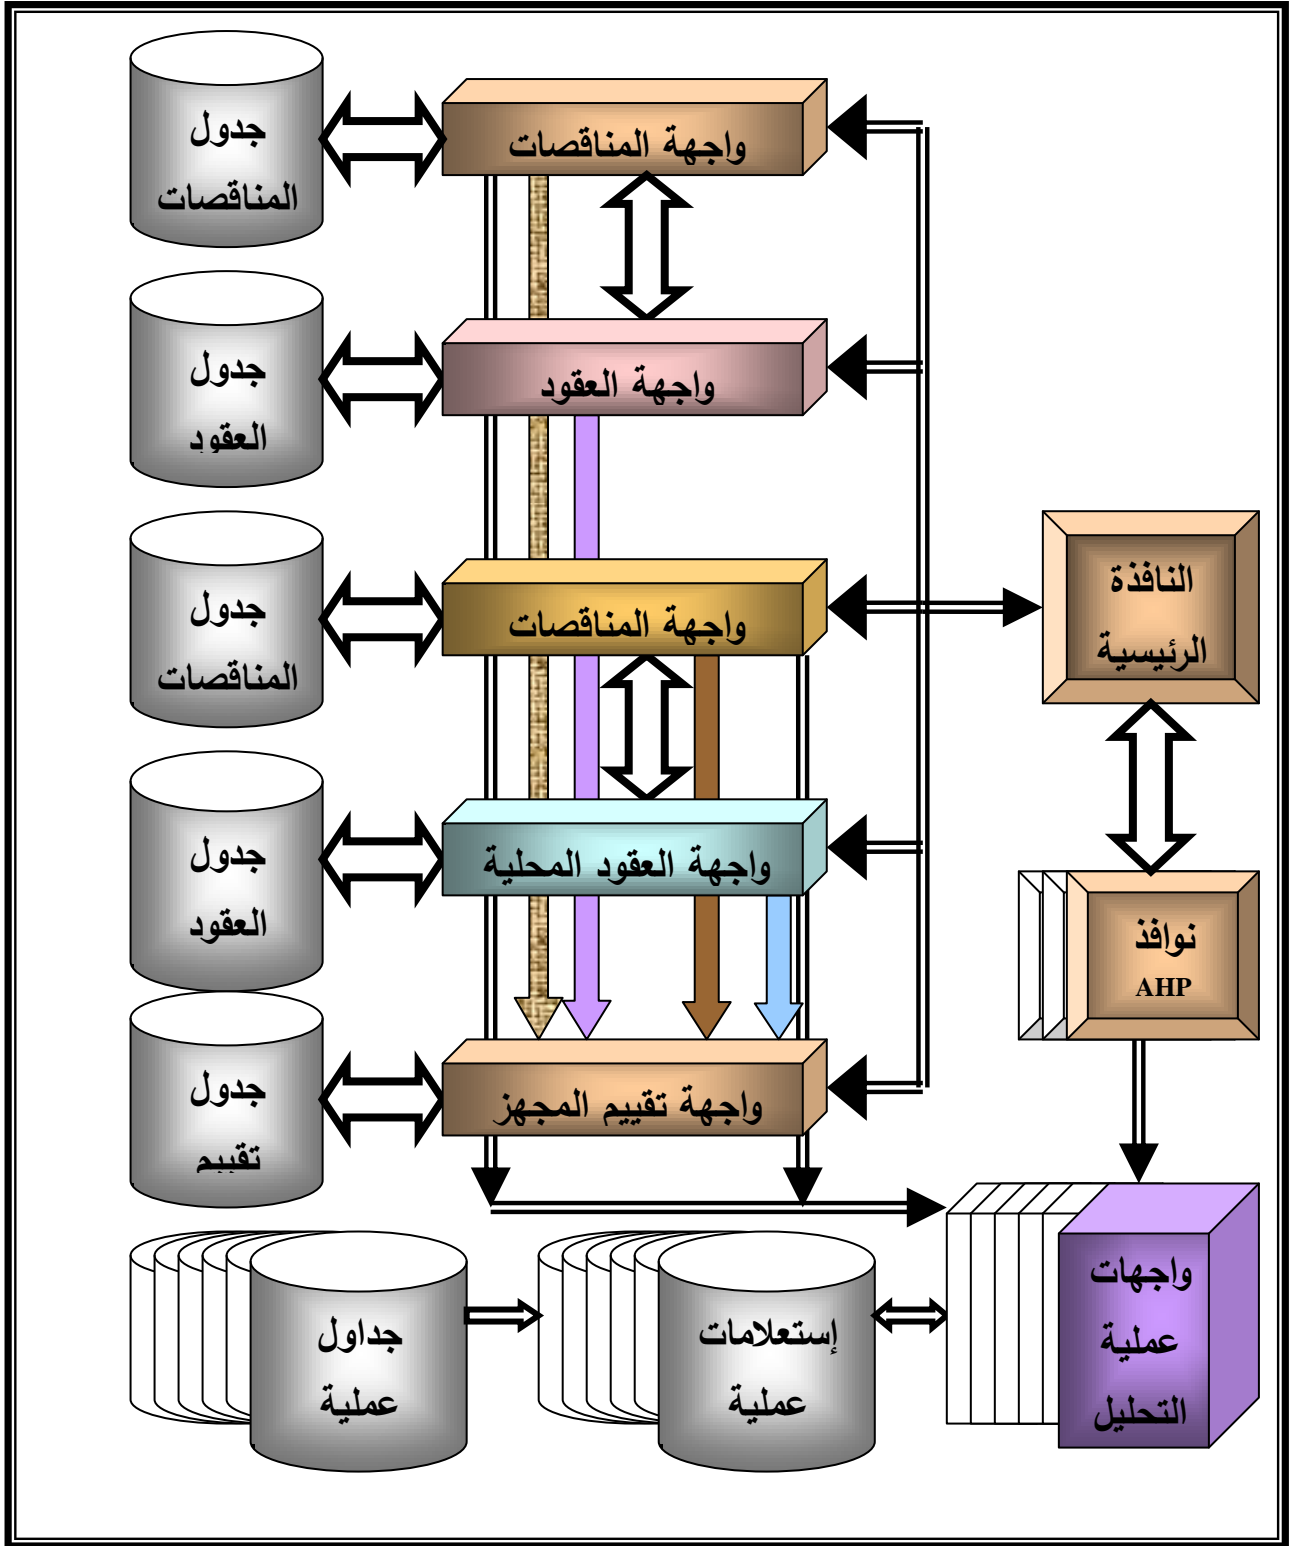 جدول
المناقصات
واجهة المناقصات
جدول
العقود
واجهة العقود
جدول
المناقصات
واجهة المناقصات
النافذة
الرئيسية
جدول
العقود
واجهة العقود المحلية
نوافذ
AHP
جدول
تقييم
واجهة تقييم المجهز
جداول
عملية
إستعلامات
عملية
واجهات
عملية
التحليل